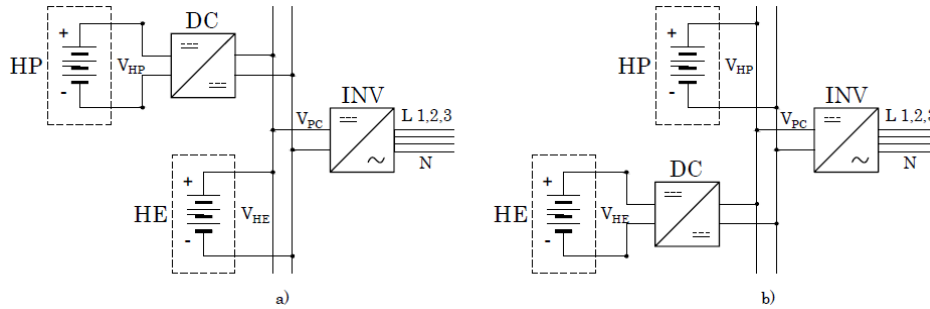 DC
+
HP
V_HP
-
INV
V_PC
L 1,2,3
N
+
HE
V_HE
-
a)
+
HP
V_HP
-
INV
V_PC
L 1,2,3
N
DC
+
HE
V_HE
-
b)